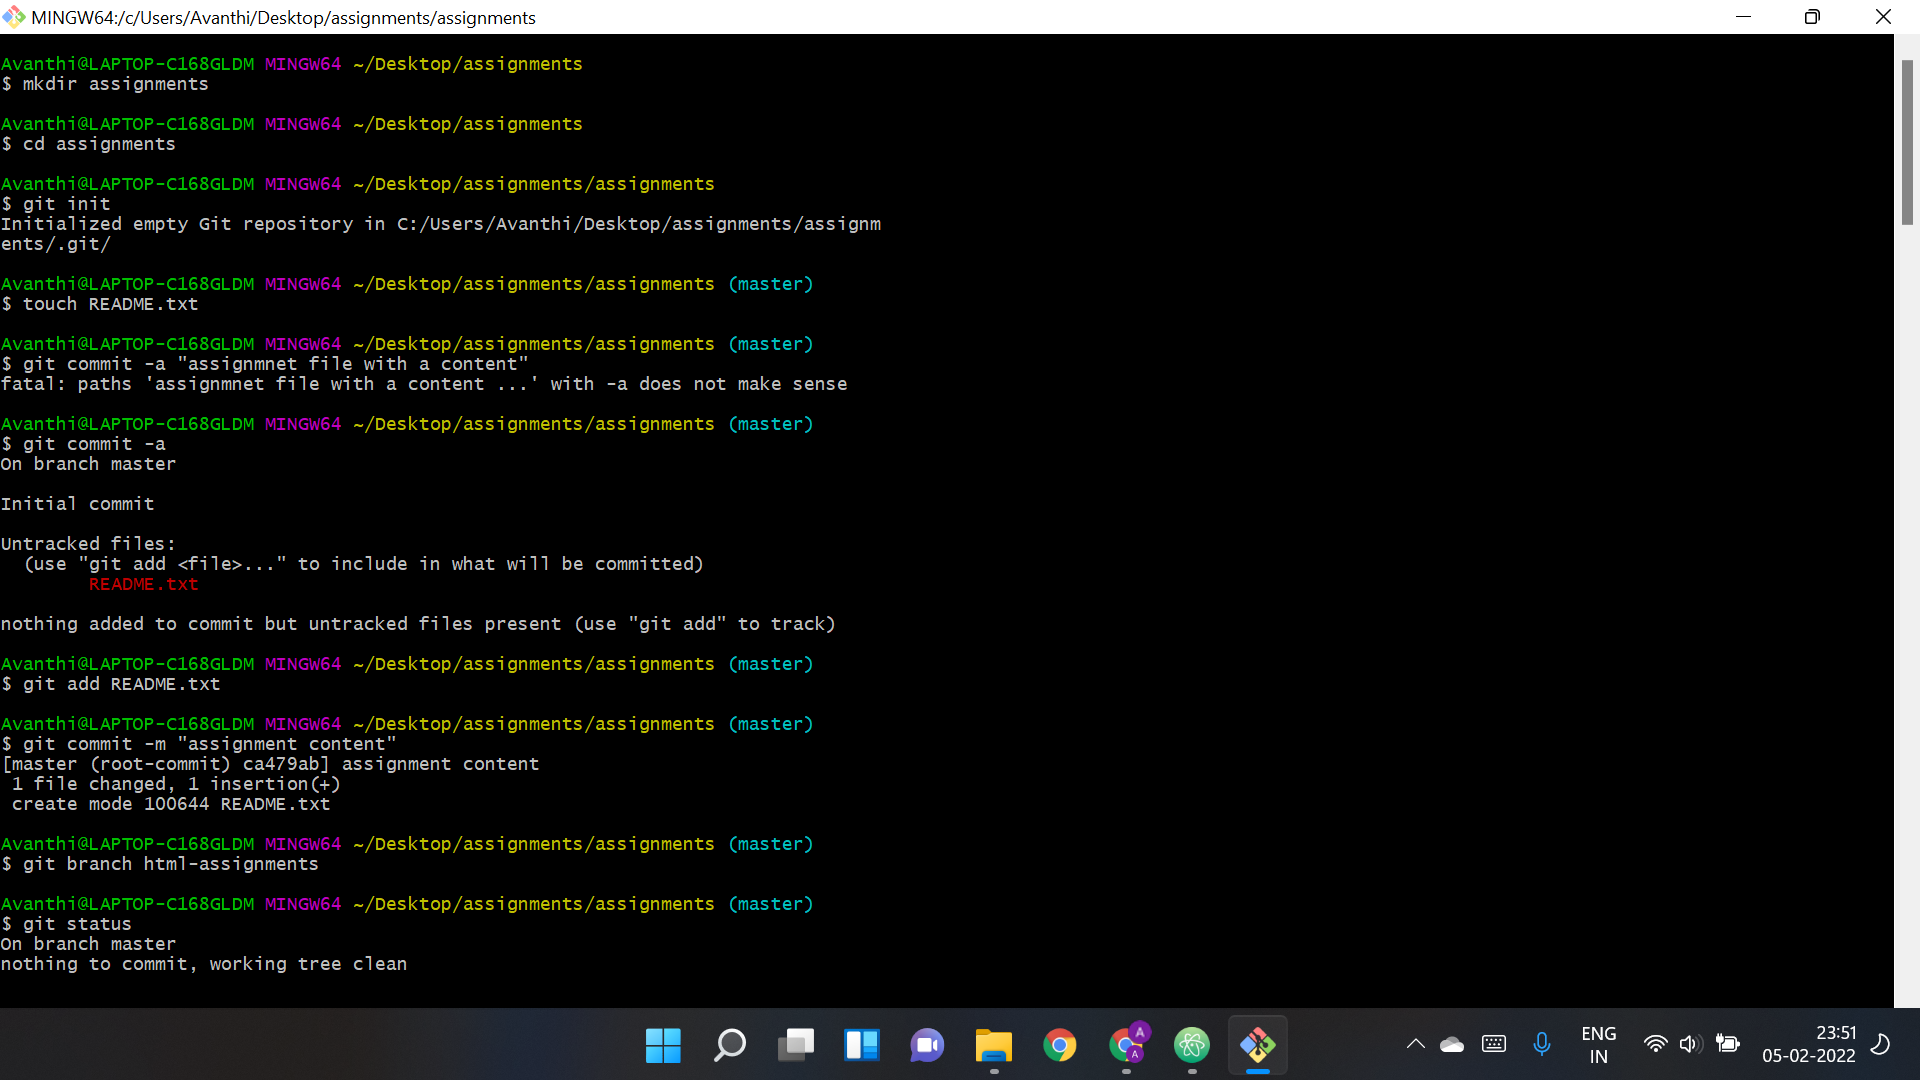 MINGW64:/c/Users/Avanthi/Desktop/assignments/assignments
Avanthi@LAPTOP-C168GLDM MINGW64 ~/Desktop/assignments
$ mkdir assignments
Avanthi@LAPTOP-C168GLDM MINGW64 ~/Desktop/assignments
$ cd assignments
Avanthi@LAPTOP-C168GLDM MINGW64 ~/Desktop/assignments/assignments
$ git init
Initialized empty Git repository in C:/Users/Avanthi/Desktop/assignments/assignm
ents/.git/
Avanthi@LAPTOP-C168GLDM MINGW64 ~/Desktop/assignments/assignments (master)
$ touch README.txt
Avanthi@LAPTOP-C168GLDM MINGW64 ~/Desktop/assignments/assignments (master)
$ git commit -a "assignmnet file with a content"
fatal: paths 'assignmnet file with a content ...' with -a does not make sense
Avanthi@LAPTOP-C168GLDM MINGW64 ~/Desktop/assignments/assignments (master)
$ git commit -a
On branch master
Initial commit
Untracked files:
  (use "git add <file>..." to include in what will be committed)
        README.txt
nothing added to commit but untracked files present (use "git add" to track)
Avanthi@LAPTOP-C168GLDM MINGW64 ~/Desktop/assignments/assignments (master)
$ git add README.txt
Avanthi@LAPTOP-C168GLDM MINGW64 ~/Desktop/assignments/assignments (master)
$ git commit -m "assignment content"
[master (root-commit) ca479ab] assignment content
 1 file changed, 1 insertion(+)
 create mode 100644 README.txt
Avanthi@LAPTOP-C168GLDM MINGW64 ~/Desktop/assignments/assignments (master)
$ git branch html-assignments
Avanthi@LAPTOP-C168GLDM MINGW64 ~/Desktop/assignments/assignments (master)
$ git status
On branch master
nothing to commit, working tree clean
A
A
ENG
IN
23:51
05-02-2022